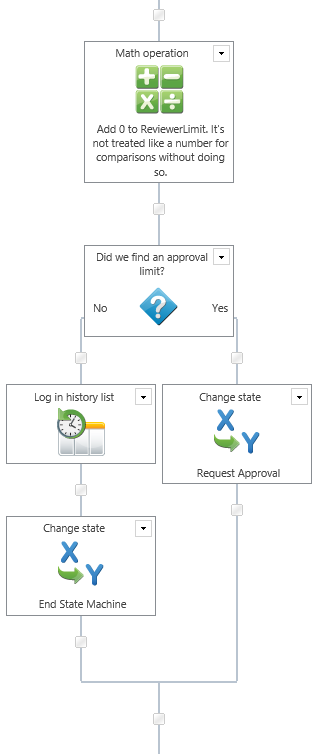 Math operation
Add 0 to ReviewerLimit. It's
not treated like a number for
comparisons without doing
so.
Did we find an approval
limit?
No
Yes
Log in history list
Change state
X
Y
Request Approval
Change state
X
Y
End State Machine